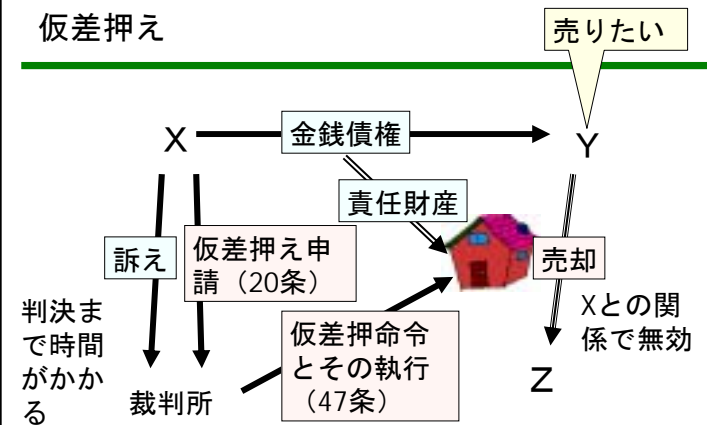 仮差押え
売りたい
X
金銭債権
Y
責任財産
訴え
仮差押え申
請（20条）
売却
判決ま
で時間
がかか
る
仮差押命令
とその執行
（47条）
Xとの関
係で無効
裁判所
Z